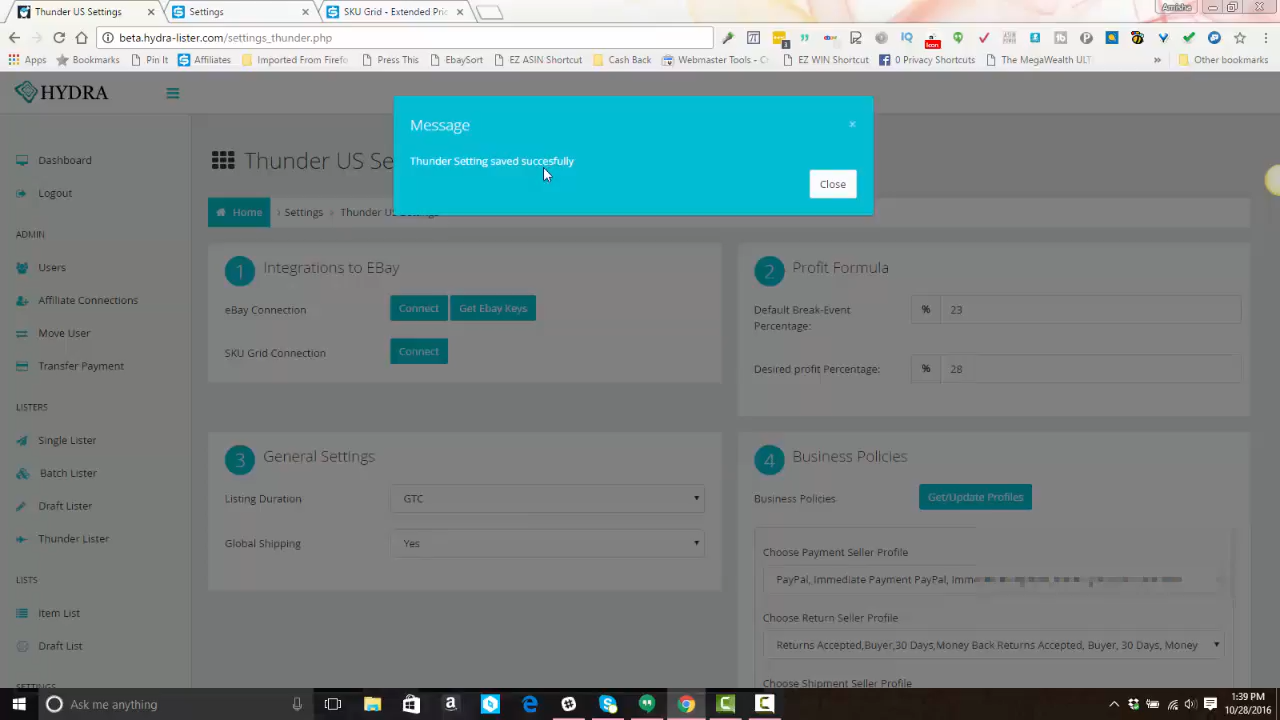 Thunder US Settings
Settings
SKU Grid - Extended Pric
Amisha
beta.hydra-lister.com/settings_thunder.php
Apps
Bookmarks
Pin It
Affiliates
Imported From Firefo
Press This
EbaySoft
EZ ASIN Shortcut
Cash Back
Webmaster Tools - C
EZ WIN Shortcut
0 Privacy Shortcuts
The MegaWealth ULT
»
Other bookmarks
HYDRA
Message
×
Thunder Setting saved succesfully
Close
Dashboard
Logout
ADMIN
Users
Affiliate Connections
Move User
Transfer Payment
LISTERS
Single Lister
Batch Lister
Draft Lister
Thunder Lister
LISTS
Item List
Draft List
Thunder US Se
Home › Settings › Thunder US Settings
1 Integrations to EBay
eBay Connection Connect Get Ebay Keys
SKU Grid Connection Connect
2 Profit Formula
Default Break-Event
Percentage:
% 23
Desired profit Percentage: % 28
3 General Settings
Listing Duration GTC
Global Shipping Yes
4 Business Policies
Business Policies Get/Update Profiles
Choose Payment Seller Profile
PayPal, Immediate Payment PayPal, Imm
Choose Return Seller Profile
Returns Accepted,Buyer,30 Days,Money Back Returns Accepted, Buyer, 30 Days, Money
Choose Shipment Seller Profile
Ask me anything
1:39 PM
10/28/2016